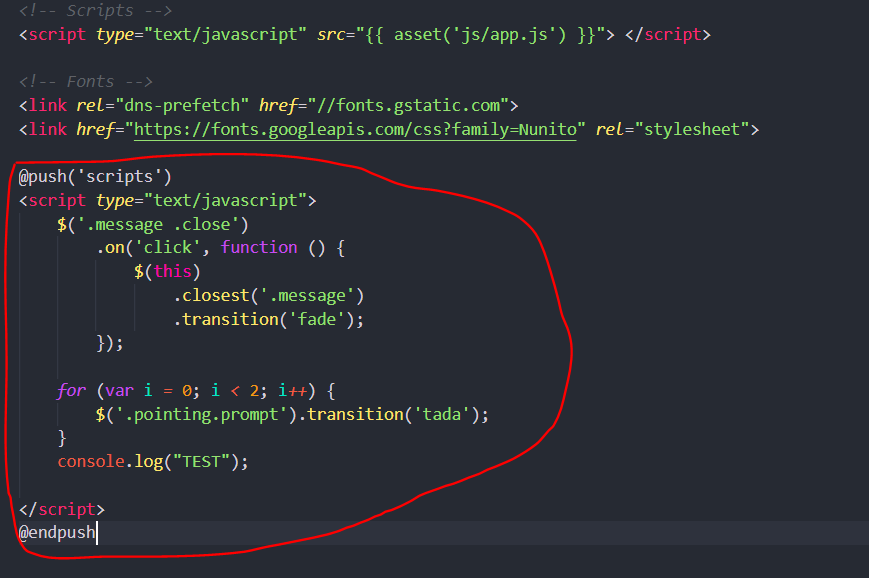 <!-- Scripts -->
<script type="text/javascript" src="{{ asset('js/app.js') }}"> </script>
<!-- Fonts -->
<link rel="dns-prefetch" href="//fonts.gstatic.com">
<link href="https://fonts.googleapis.com/css?family=Nunito" rel="stylesheet">
@push('scripts')
<script type="text/javascript">
$('.message .close')
.on('click', function () {
$(this)
.closest('.message')
.transition('fade');
});
for (var i = 0; i < 2; i++) {
$('.pointing.prompt').transition('tada');
}
console.log("TEST");
</script>
@endpush